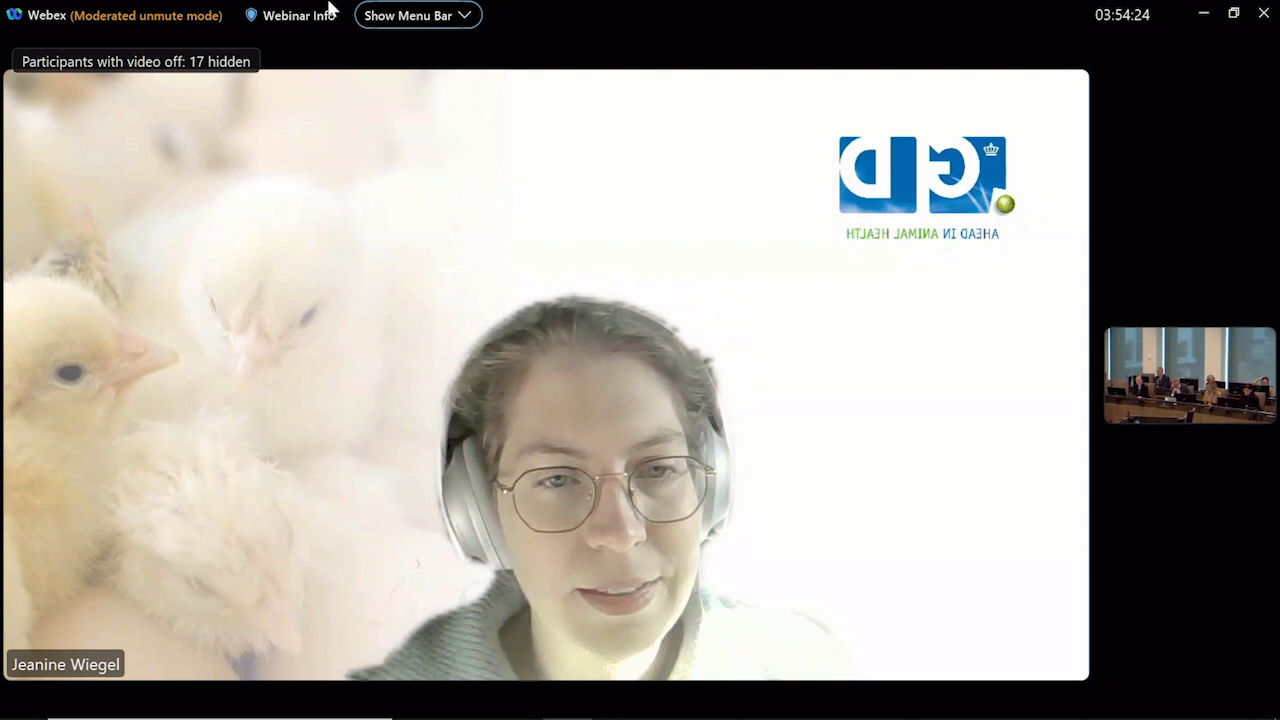 Webex (Moderated unmute mode)
Webinar Info
Show Menu Bar
03:54:24
Participants with video off: 17 hidden
GD
AHEAD IN ANIMAL HEALTH
Jeanine Wiegel